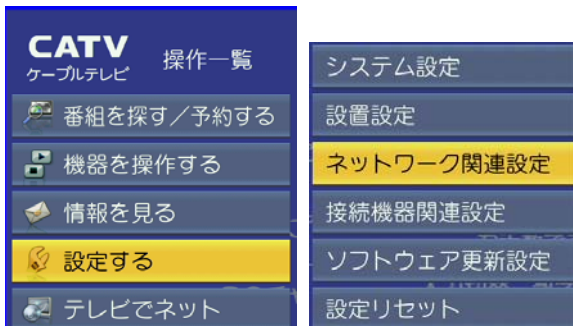 CATV
ケーブルテレビ
操作一覧
番組を探す／予約する
機器を操作する
情報を見る
設定する
テレビでネット
システム設定
設置設定
ネットワーク関連設定
接続機器関連設定
ソフトウェア更新設定
設定リセット